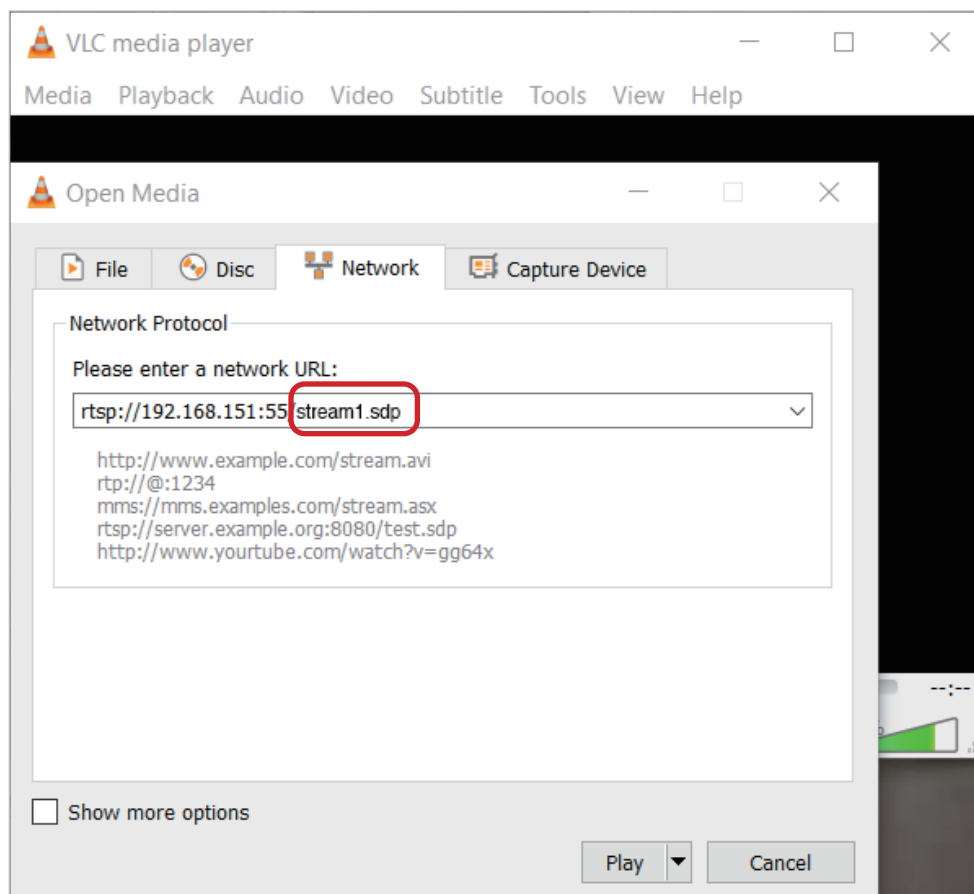 VLC media player
Media Playback Audio Video Subtitle Tools View Help
Open Media
File Disc Network Capture Device
Network Protocol
Please enter a network URL:
rtsp://192.168.151:55/stream1.sdp
http://www.example.com/stream.avi
rtp://@:1234
mms://mms.examples.com/stream.asx
rtsp://server.example.org:8080/test.sdp
http://www.yourtube.com/watch?v=gg64x
--:--
Show more options
Play Cancel